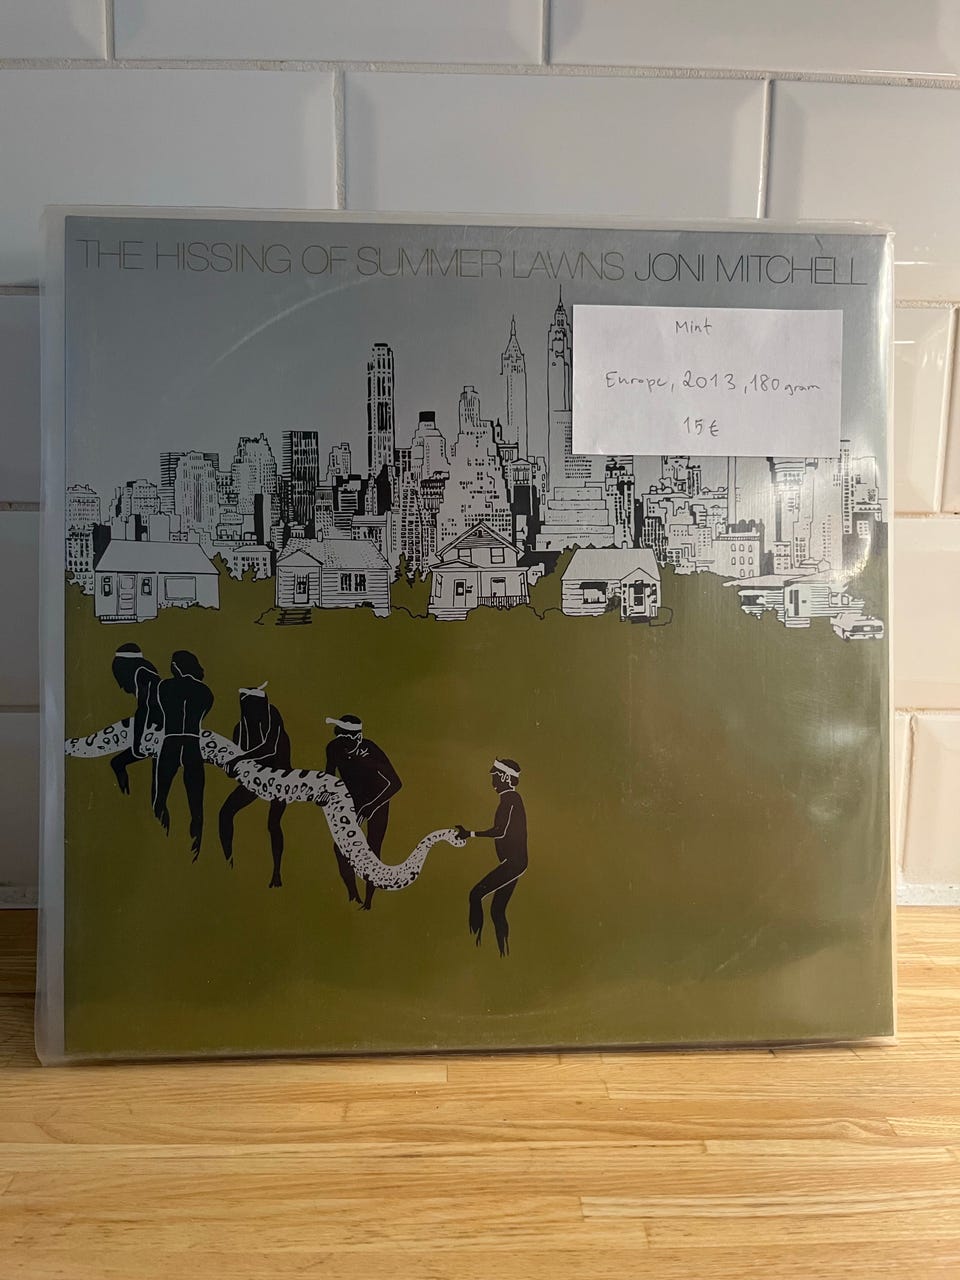 THE HISSING OF SUMMER LAWNS JONI MITCHELL
Mint
Europe, 2013, 180 gram
15€